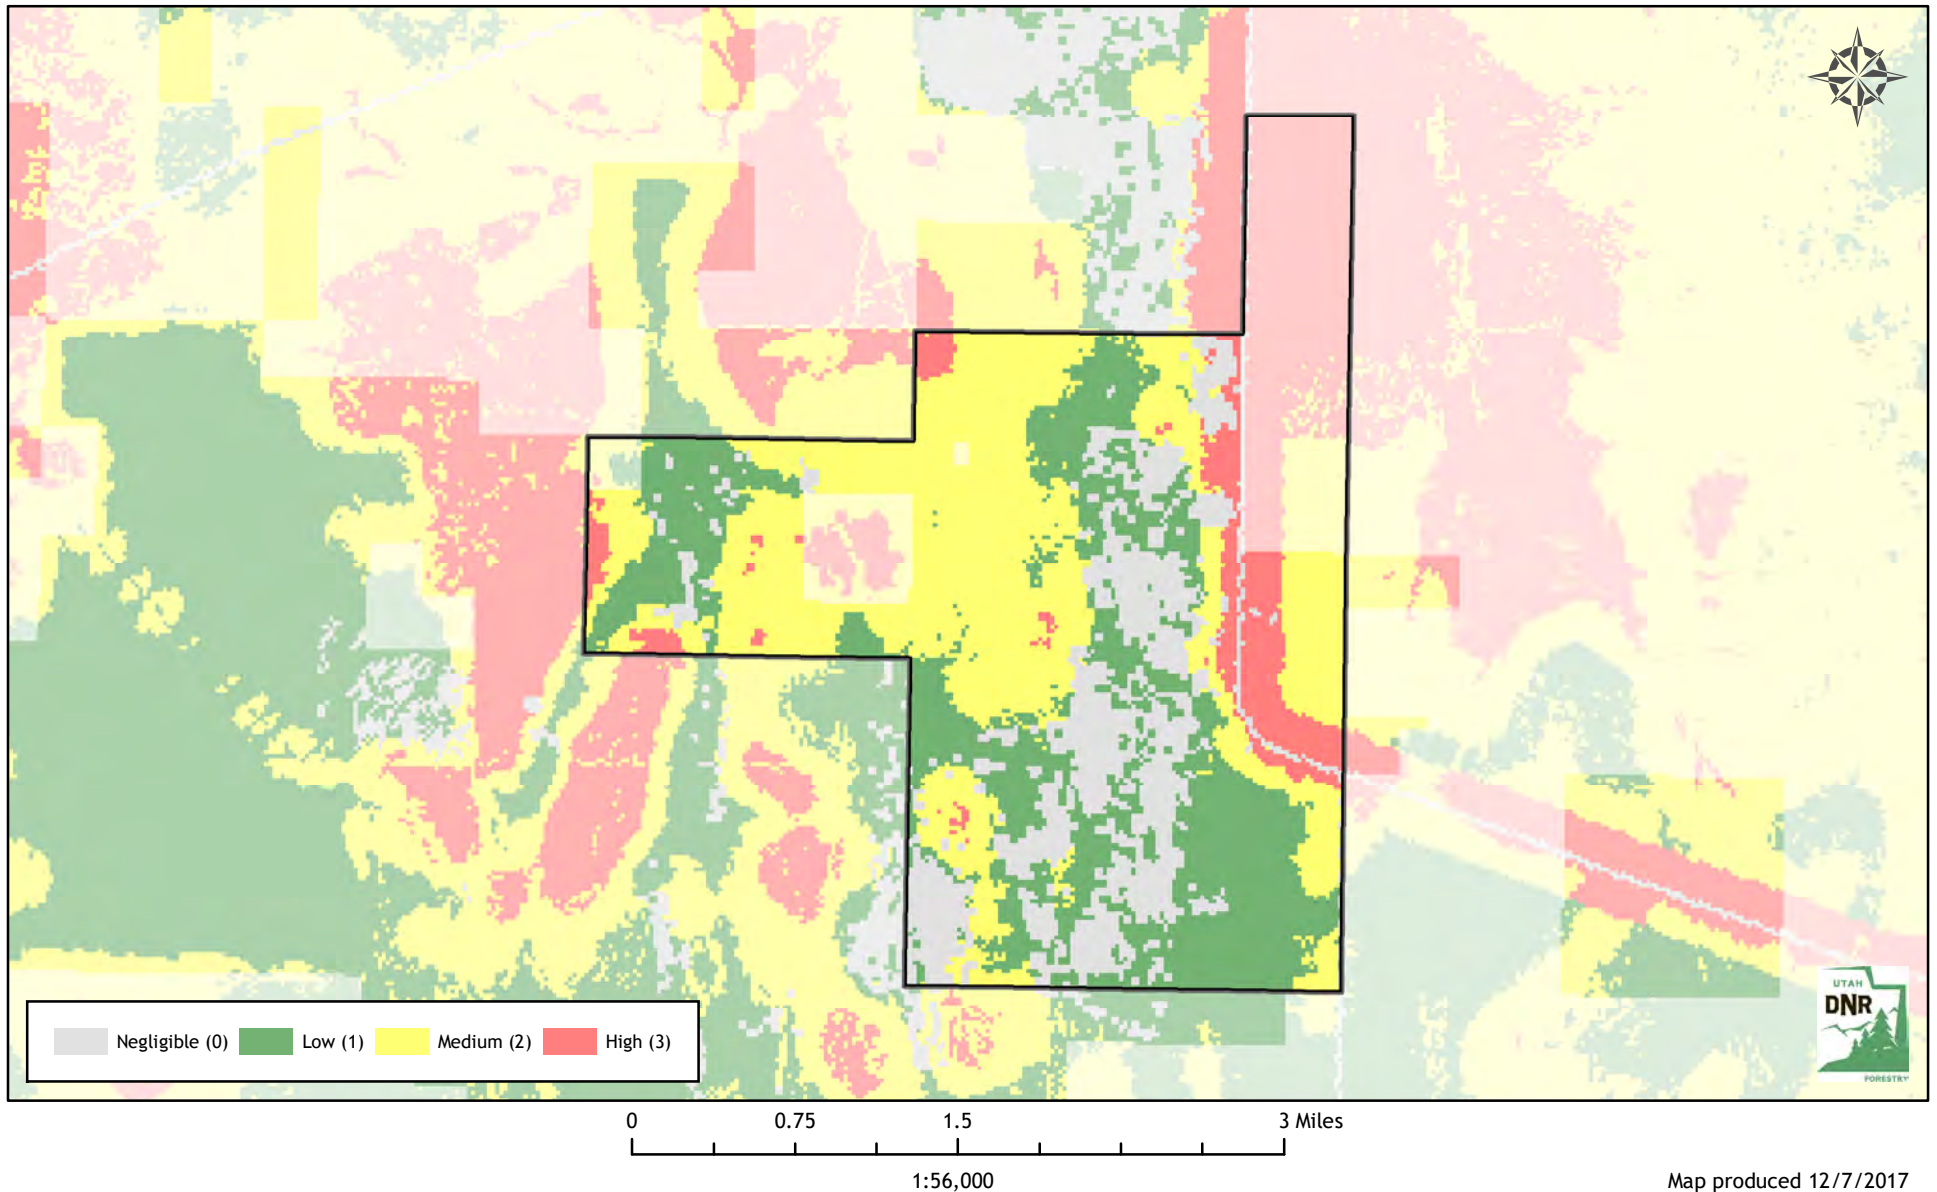 UTAH
DNR
FORESTRY
Negligible (0) Low (1) Medium (2) High (3)
0 0.75 1.5 3 Miles
1:56,000
Map produced 12/7/2017